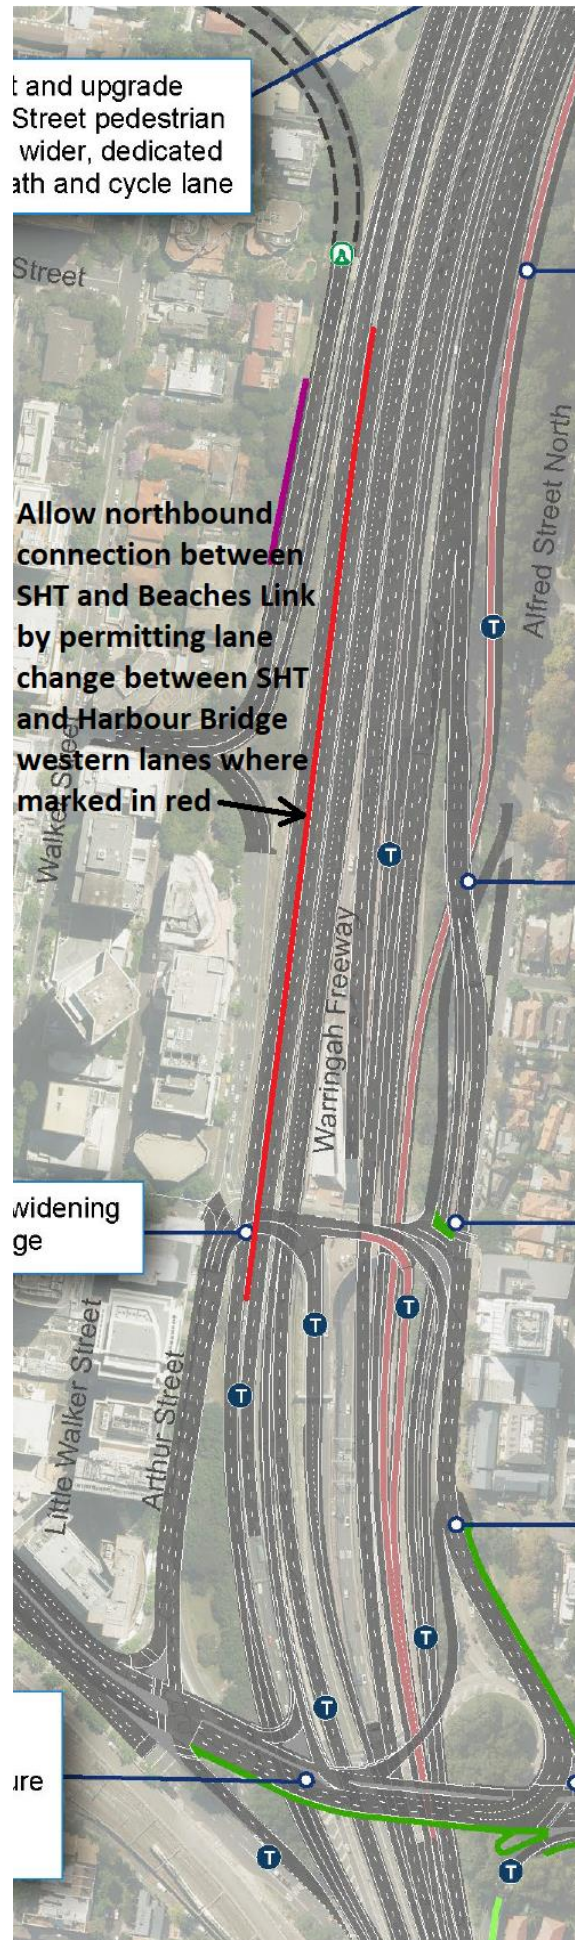 t and upgrade
Street pedestrian
wider, dedicated
ath and cycle lane
Street
Alfred Street North
T
Allow northbound
connection between
SHT and Beaches Link
by permitting lane
change between SHT
and Harbour Bridge
western lanes where
marked in red
Walker Street
T
Warringah Freeway
widening
ge
T
T
T
Little Walker Street
Arthur Street
T
T
ure
T
T